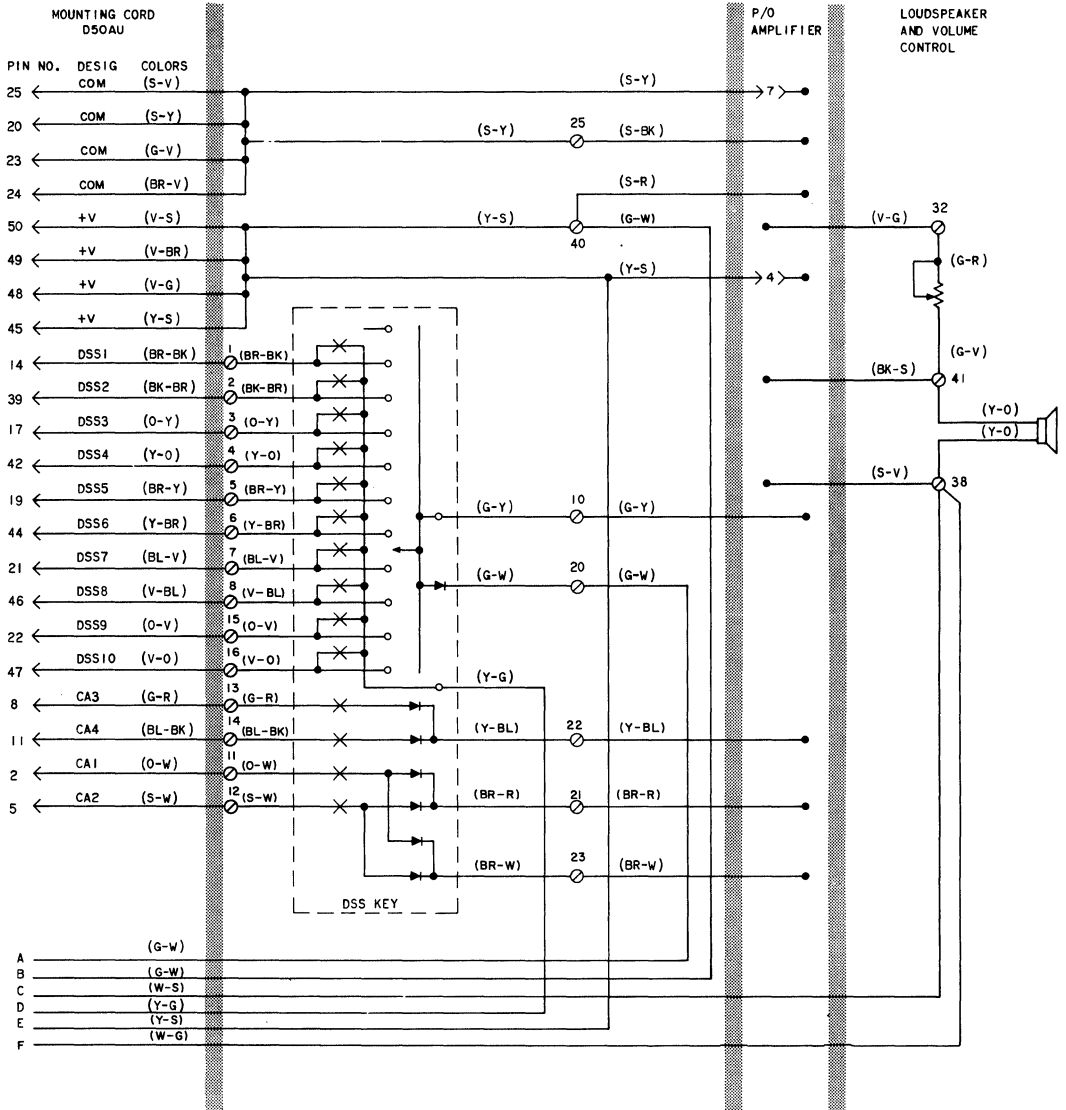 MOUNTING CORD
D50AU
P/O
AMPLIFIER
LOUDSPEAKER
AND VOLUME
CONTROL
PIN NO. DESIG COLORS
25 COM (S-V) (S-Y) 7
20 COM (S-Y)
(S-Y) 25 (S-BK)
23 COM (G-V)
24 COM (BR-V) (S-R)
50 +V (V-S) (Y-S) 40 (G-W) (V-G) 32
49 +V (V-BR) (G-R)
(Y-S) 4
48 +V (V-G)
45 +V (Y-S)
14 DSS1 (BR-BK) 1 (BR-BK) (G-V)
39 DSS2 (BK-BR) 2 (BK-BR) (BK-S) 41
17 DSS3 (O-Y) 3 (O-Y) (Y-O)
(Y-O)
42 DSS4 (Y-O) 4 (Y-O)
19 DSS5 (BR-Y) 5 (BR-Y) (S-V) 38
(G-Y) 10 (G-Y)
44 DSS6 (Y-BR) 6 (Y-BR)
21 DSS7 (BL-V) 7 (BL-V)
(G-W) 20 (G-W)
46 DSS8 (V-BL) 8 (V-BL)
22 DSS9 (O-V) 15 (O-V)
47 DSS10 (V-O) 16 (V-O)
(Y-G)
8 CA3 (G-R) 13 (G-R)
11 CA4 (BL-BK) 14 (BL-BK) (Y-BL) 22 (Y-BL)
2 CA1 (O-W) 11 (O-W)
5 CA2 (S-W) 12 (S-W) (BR-R) 21 (BR-R)
(BR-W) 23 (BR-W)
DSS KEY
A (G-W)
B (G-W)
C (W-S)
D (Y-G)
E (Y-S)
F (W-G)